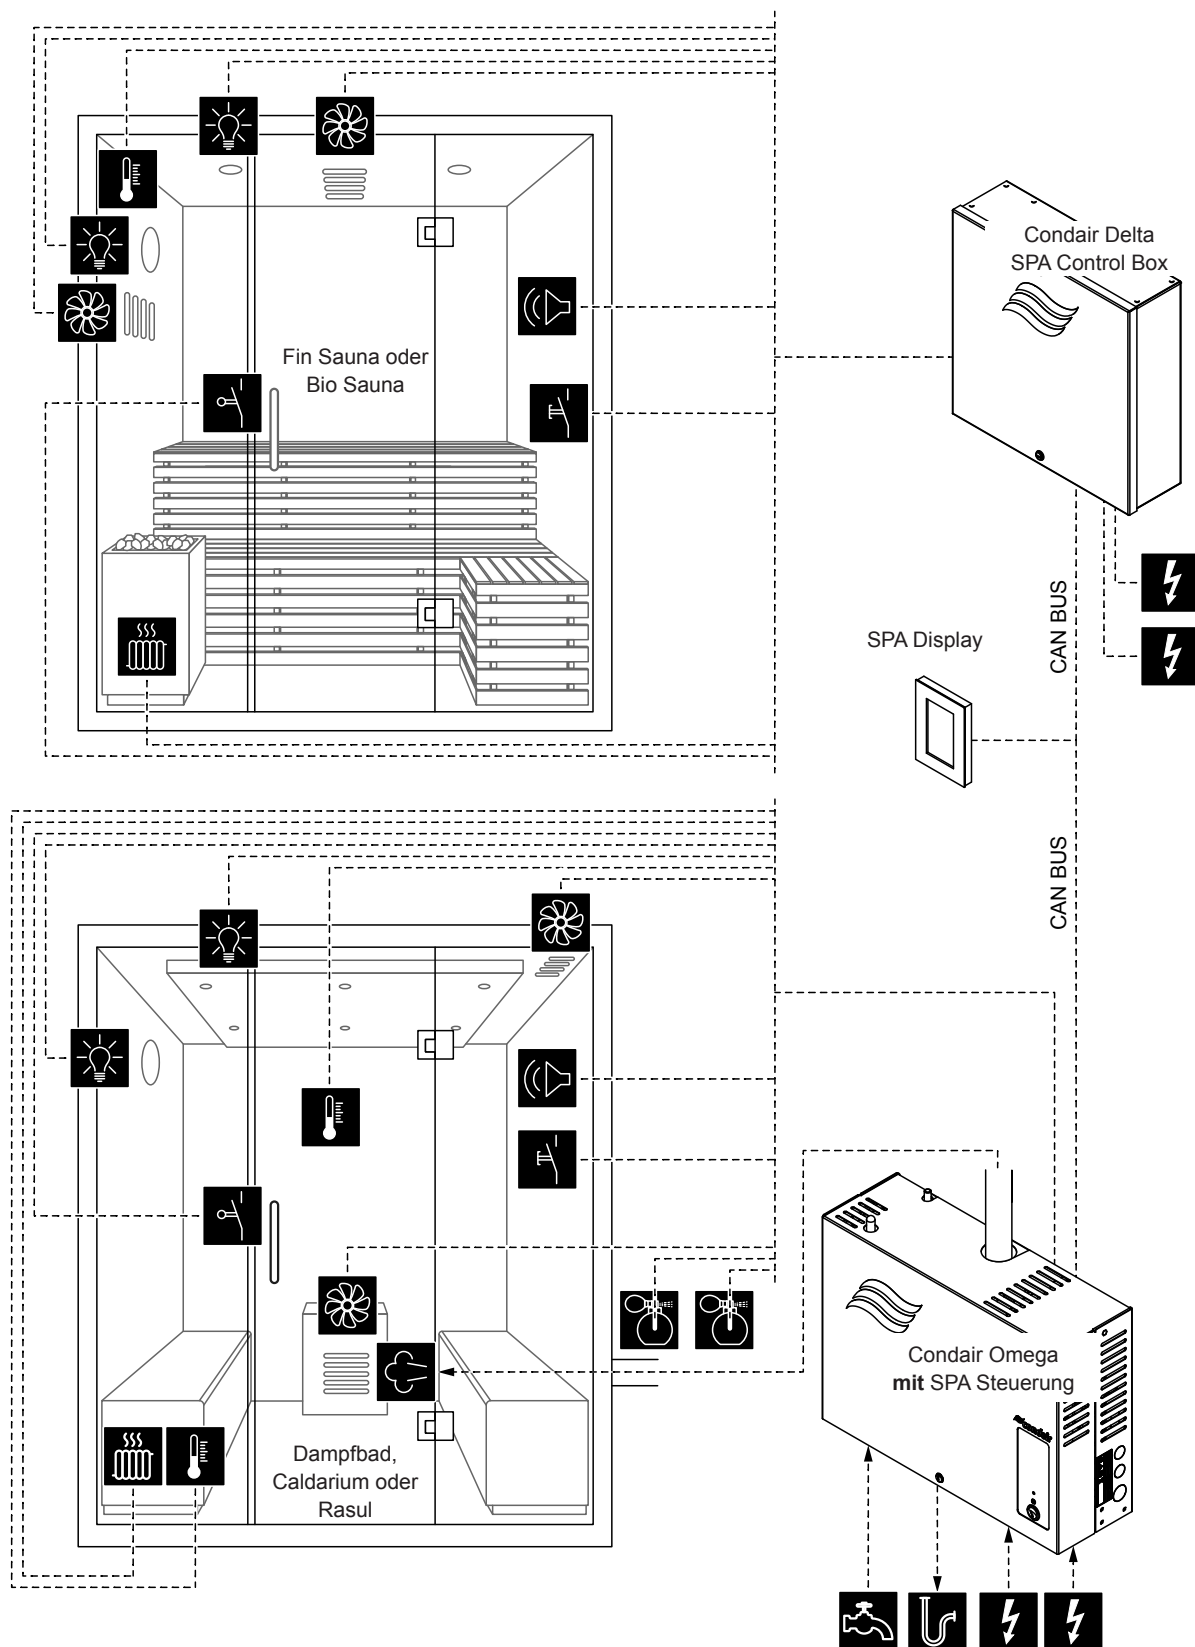 Condair Delta
SPA Control Box
Fin Sauna oder
Bio Sauna
CAN BUS
SPA Display
CAN BUS
Condair Omega
mit SPA Steuerung
Dampfbad,
Caldarium oder
Rasul